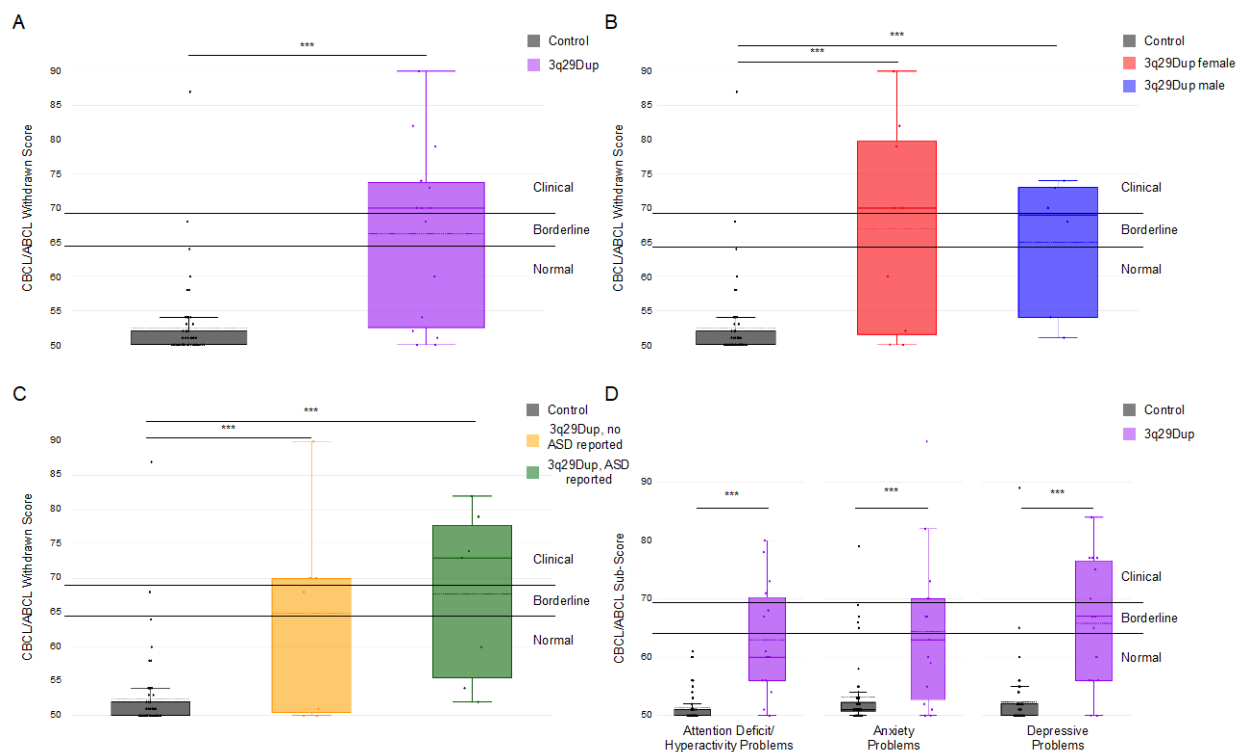 A
***
Control
3q29Dup
CBCL/ABCL Withdrawn Score
90
85
80
75
70
65
60
55
50
Clinical
Borderline
Normal
B
***
***
Control
3q29Dup female
3q29Dup male
CBCL/ABCL Withdrawn Score
90
85
80
75
70
65
60
55
50
Clinical
Borderline
Normal
C
***
***
Control
3q29Dup, no
ASD reported
3q29Dup, ASD
reported
CBCL/ABCL Withdrawn Score
90
85
80
75
70
65
60
55
50
Clinical
Borderline
Normal
D
Control
3q29Dup
***
***
***
CBCL/ABCL Sub-Score
90
80
70
60
50
Clinical
Borderline
Normal
Attention Deficit/
Hyperactivity Problems
Anxiety
Problems
Depressive
Problems